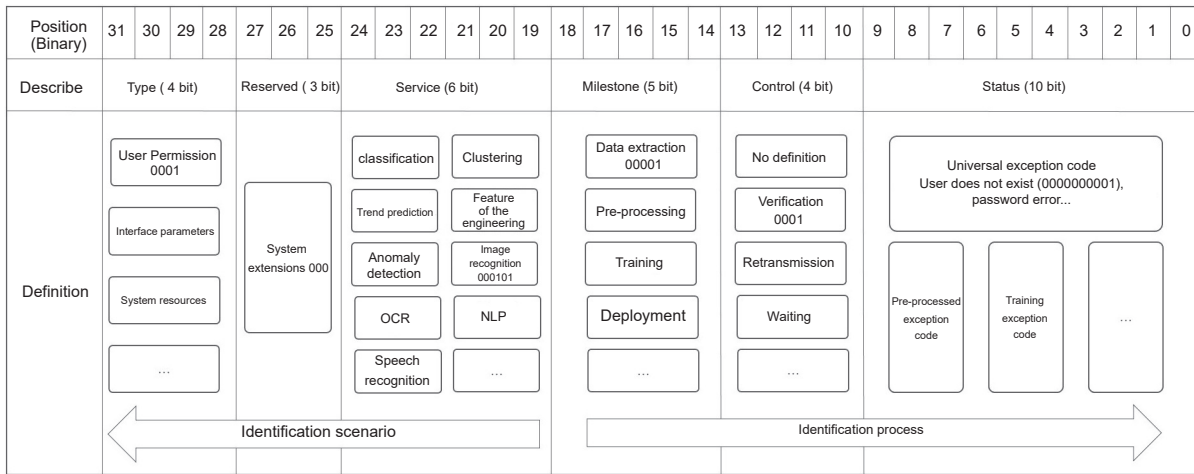 Position (Binary) 31 30 29 28 27 26 25 24 23 22 21 20 19 18 17 16 15 14 13 12 11 10 9 8 7 6 5 4 3 2 1 0
Describe Type ( 4 bit) Reserved ( 3 bit) Service (6 bit) Milestone (5 bit) Control (4 bit) Status (10 bit)
Definition
User Permission
0001
Interface parameters
System resources
...
System
extensions 000
classification
Clustering
Trend prediction
Feature
of the
engineering
Anomaly
detection
Image
recognition
000101
OCR
NLP
Speech
recognition
...
Data extraction
00001
Pre-processing
Training
Deployment
...
No definition
Verification
0001
Retransmission
Waiting
...
Universal exception code
User does not exist (0000000001),
password error...
Pre-processed
exception
code
Training
exception
code
...
Identification scenario
Identification process